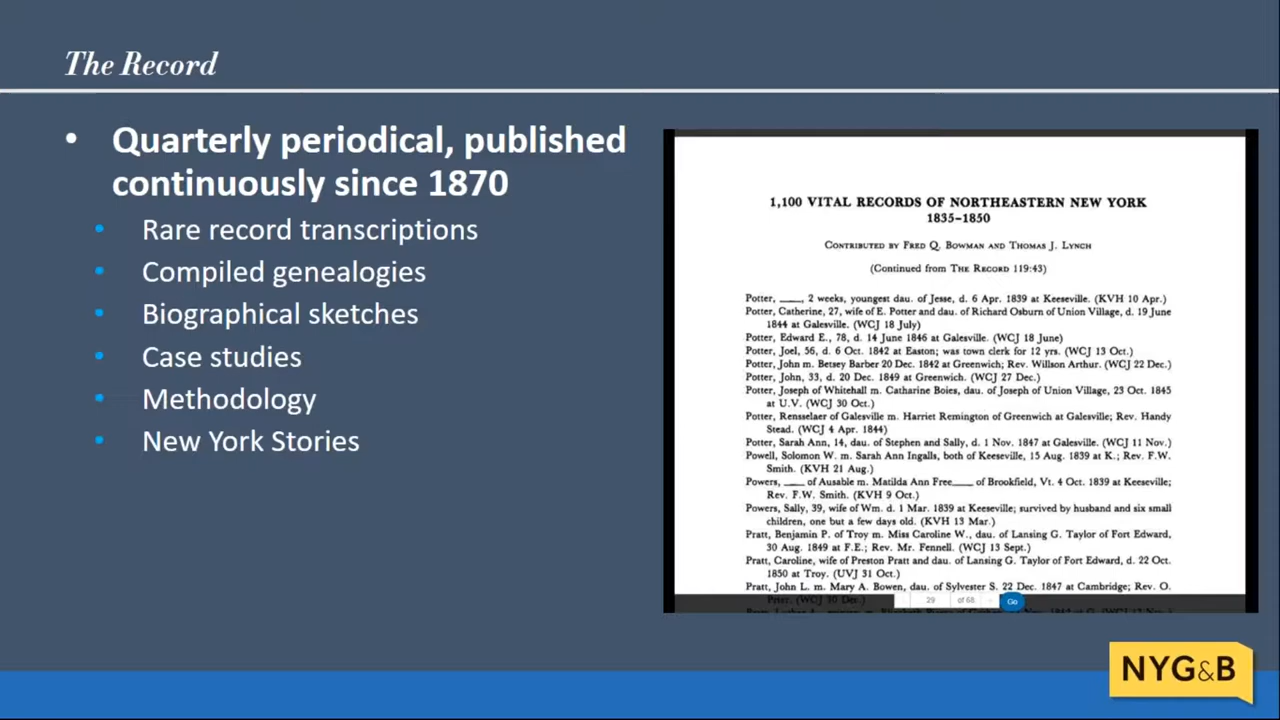 The Record
• Quarterly periodical, published
continuously since 1870
• Rare record transcriptions
• Compiled genealogies
• Biographical sketches
• Case studies
• Methodology
• New York Stories
1,100 VITAL RECORDS OF NORTHEASTERN NEW YORK
1835–1850
CONTRIBUTED BY FRED Q. BOWMAN AND THOMAS J. LYNCH
(Continued from THE RECORD 119:43)
Potter, ____, 2 weeks, youngest dau. of Jesse, d. 6 Apr. 1839 at Keeseville. (KVH 10 Apr.)
Potter, Catherine, 27, wife of E. Potter and dau. of Richard Osburn of Union Village, d. 19 June
1844 at Galesville. (WCJ 18 July)
Potter, Edward E., 78, d. 14 June 1846 at Galesville. (WCJ 18 June)
Potter, Joel, 56, d. 6 Oct. 1842 at Easton; was town clerk for 12 yrs. (WCJ 13 Oct.)
Potter, John m. Betsey Barber 20 Dec. 1842 at Greenwich; Rev. Willson Arthur. (WCJ 22 Dec.)
Potter, John, 33, d. 20 Dec. 1849 at Greenwich. (WCJ 27 Dec.)
Potter, Joseph of Whitehall m. Catharine Boies, dau. of Joseph of Union Village, 23 Oct. 1845
at U.V. (WCJ 30 Oct.)
Potter, Rensselaer of Galesville m. Harriet Remington of Greenwich at Galesville; Rev. Handy
Stead. (WCJ 4 Apr. 1844)
Potter, Sarah Ann, 14, dau. of Stephen and Sally, d. 1 Nov. 1847 at Galesville. (WCJ 11 Nov.)
Powell, Solomon W. m. Sarah Ann Ingalls, both of Keeseville, 15 Aug. 1839 at K.; Rev. F.W.
Smith. (KVH 21 Aug.)
Powers, ____ of Ausable m. Matilda Ann Free____ of Brookfield, Vt. 4 Oct. 1839 at Keeseville;
Rev. F.W. Smith. (KVH 9 Oct.)
Powers, Sally, 39, wife of Wm. d. 1 Mar. 1839 at Keeseville; survived by husband and six small
children, one but a few days old. (KVH 13 Mar.)
Pratt, Benjamin P. of Troy m. Miss Caroline W., dau. of Lansing G. Taylor of Fort Edward,
30 Aug. 1849 at F.E.; Rev. Mr. Fennell. (WCJ 13 Sept.)
Pratt, Caroline, wife of Preston Pratt and dau. of Lansing G. Taylor of Fort Edward, d. 22 Oct.
1850 at Troy. (UVJ 31 Oct.)
Pratt, John L. m. Mary A. Bowen, dau. of Sylvester S. 22 Dec. 1847 at Cambridge; Rev. O.
29 of 68 Go
NYG&B